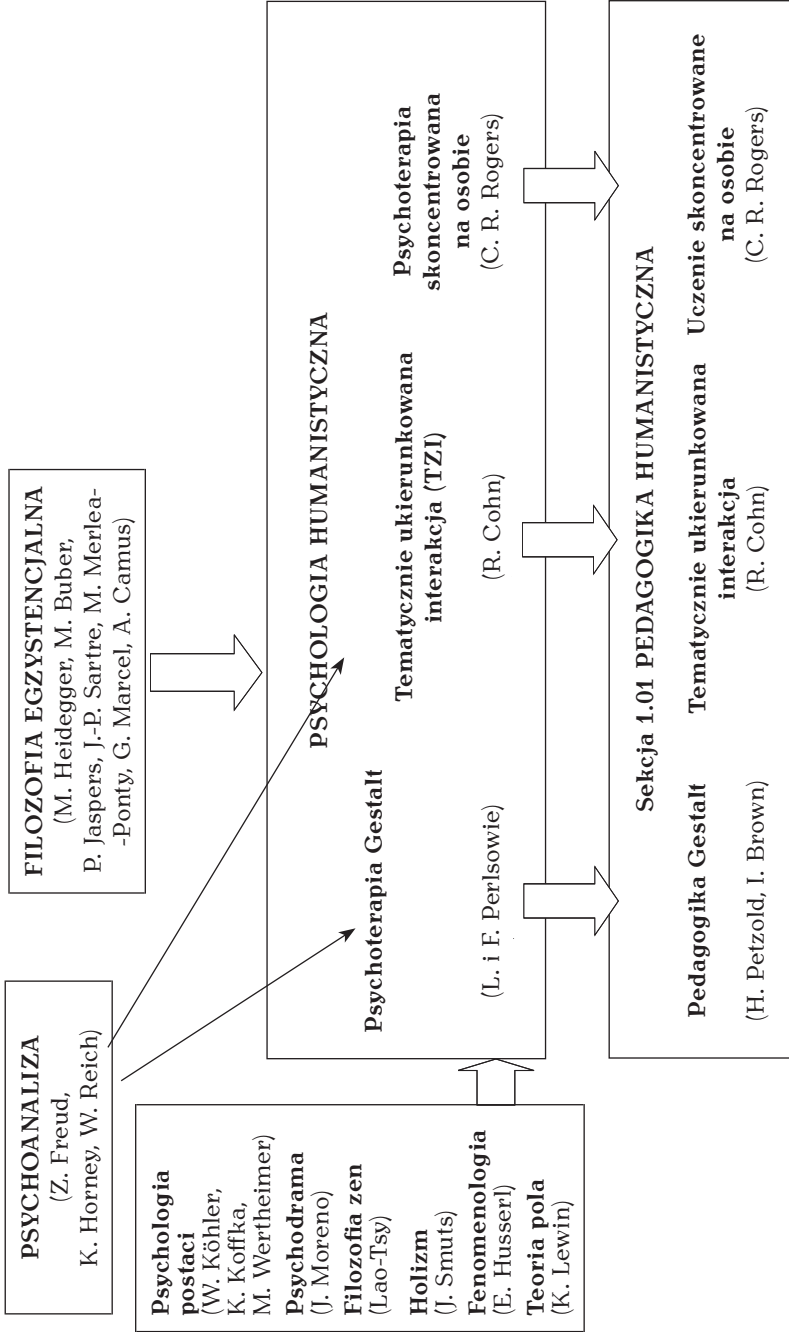 PSYCHOANALIZA
(Z. Freud,
K. Horney, W. Reich)
FILOZOFIA EGZYSTENCJALNA
(M. Heidegger, M. Buber,
P. Jaspers, J.-P. Sartre, M. Merlea-
-Ponty, G. Marcel, A. Camus)
Psychologia
postaci
(W. Köhler,
K. Koffka,
M. Wertheimer)
Psychodrama
(J. Moreno)
Filozofia zen
(Lao-Tsy)
Holizm
(J. Smuts)
Fenomenologia
(E. Husserl)
Teoria pola
(K. Lewin)
PSYCHOLOGIA HUMANISTYCZNA
Psychoterapia Gestalt
(L. i F. Perlsowie)
Tematycznie ukierunkowana
interakcja (TZI)
(R. Cohn)
Psychoterapia
skoncentrowana
na osobie
(C. R. Rogers)
Sekcja 1.01 PEDAGOGIKA HUMANISTYCZNA
Pedagogika Gestalt
(H. Petzold, I. Brown)
Tematycznie ukierunkowana
interakcja
(R. Cohn)
Uczenie skoncentrowane
na osobie
(C. R. Rogers)